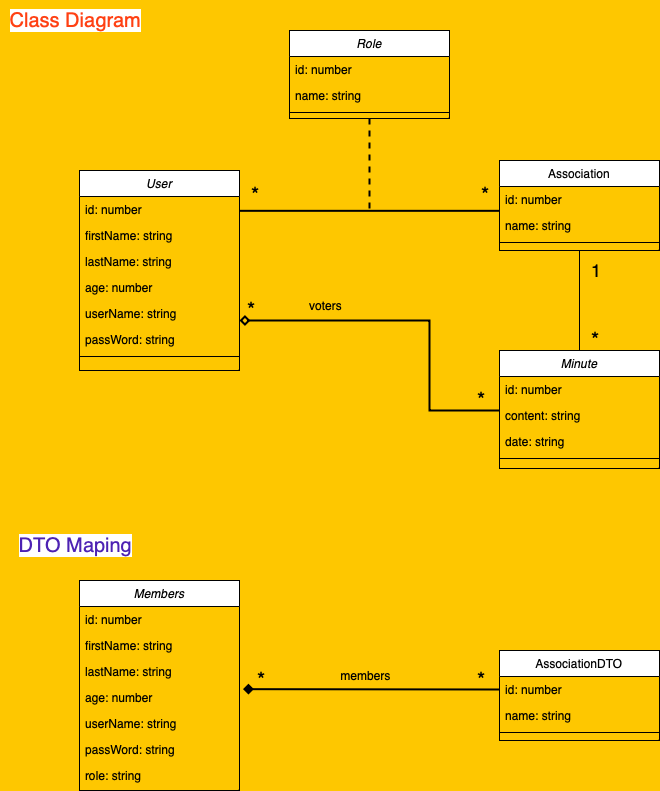 Class Diagram
Role
id: number
name: string
User
id: number
firstName: string
lastName: string
age: number
userName: string
passWord: string
*
*
Association
id: number
name: string
1
*
*
voters
*
Minute
id: number
content: string
date: string
DTO Maping
Members
id: number
firstName: string
lastName: string
age: number
userName: string
passWord: string
role: string
*
members
*
AssociationDTO
id: number
name: string